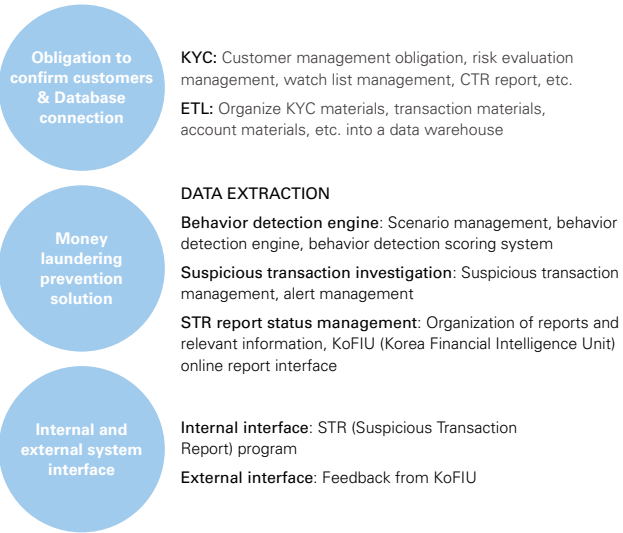 Obligation to
confirm customers
& Database
connection
KYC: Customer management obligation, risk evaluation
management, watch list management, CTR report, etc.
ETL: Organize KYC materials, transaction materials,
account materials, etc. into a data warehouse
Money
laundering
prevention
solution
DATA EXTRACTION
Behavior detection engine: Scenario management, behavior
detection engine, behavior detection scoring system
Suspicious transaction investigation: Suspicious transaction
management, alert management
STR report status management: Organization of reports and
relevant information, KoFIU (Korea Financial Intelligence Unit)
online report interface
Internal and
external system
interface
Internal interface: STR (Suspicious Transaction
Report) program
External interface: Feedback from KoFIU